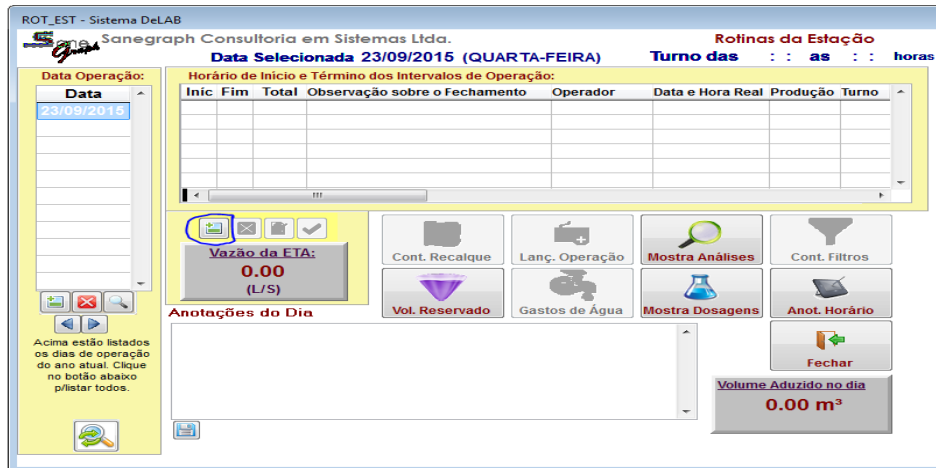 ROT_EST - Sistema DeLAB
Sane Graph
Sanegraph Consultoria em Sistemas Ltda.
Rotinas da Estação
Data Selecionada 23/09/2015 (QUARTA-FEIRA)
Turno das : : as : : horas
Data Operação:
Data
23/09/2015
Horário de Início e Término dos Intervalos de Operação:
Iníc Fim Total Observação sobre o Fechamento Operador Data e Hora Real Produção Turno
Vazão da ETA:
0.00
(L/S)
Cont. Recalque
Lanç. Operação
Mostra Análises
Cont. Filtros
Vol. Reservado
Gastos de Água
Mostra Dosagens
Anot. Horário
Anotações do Dia
Fechar
Acima estão listados
os dias de operação
do ano atual. Clique
no botão abaixo
p/listar todos.
Volume Aduzido no dia
0.00 m³